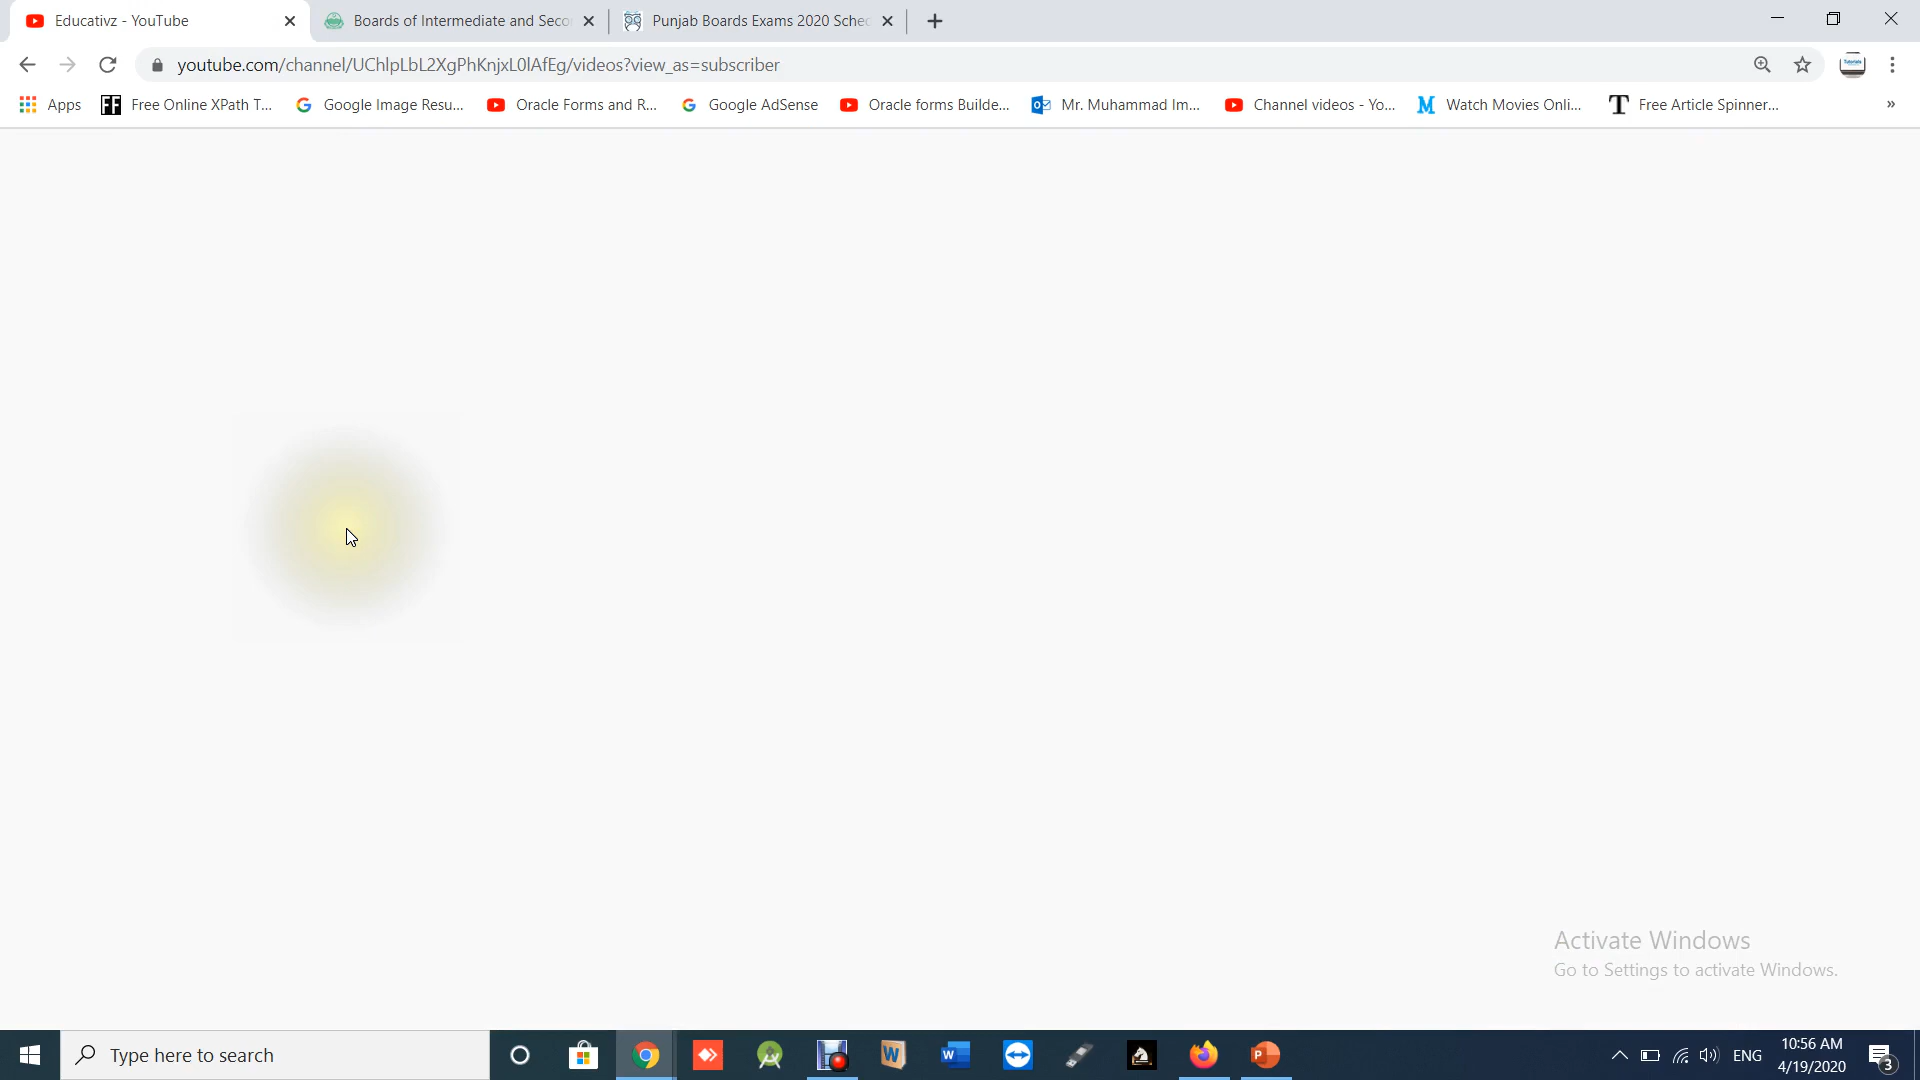 Educativz - YouTube
Boards of Intermediate and Seco
Punjab Boards Exams 2020 Sched
youtube.com/channel/UChlpLbL2XgPhKnjxL0lAfEg/videos?view_as=subscriber
Apps
FF Free Online XPath T...
Google Image Resu...
Oracle Forms and R...
Google AdSense
Oracle forms Builde...
Mr. Muhammad Im...
Channel videos - Yo...
Watch Movies Onli...
T Free Article Spinner...
»
Activate Windows
Go to Settings to activate Windows.
Type here to search
ENG
10:56 AM
4/19/2020
3